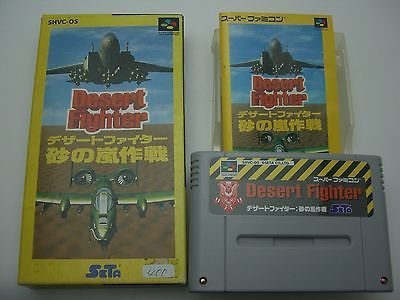 SHVC-OS
Desert
Fighter
デザートファイター
砂の嵐作戦
SETA
400
スーパーファミコン
Desert
Fighter
デザートファイター
砂の嵐作戦
スーパーファミコン
Desert Fighter
デザートファイター：砂の嵐作戦
SETA